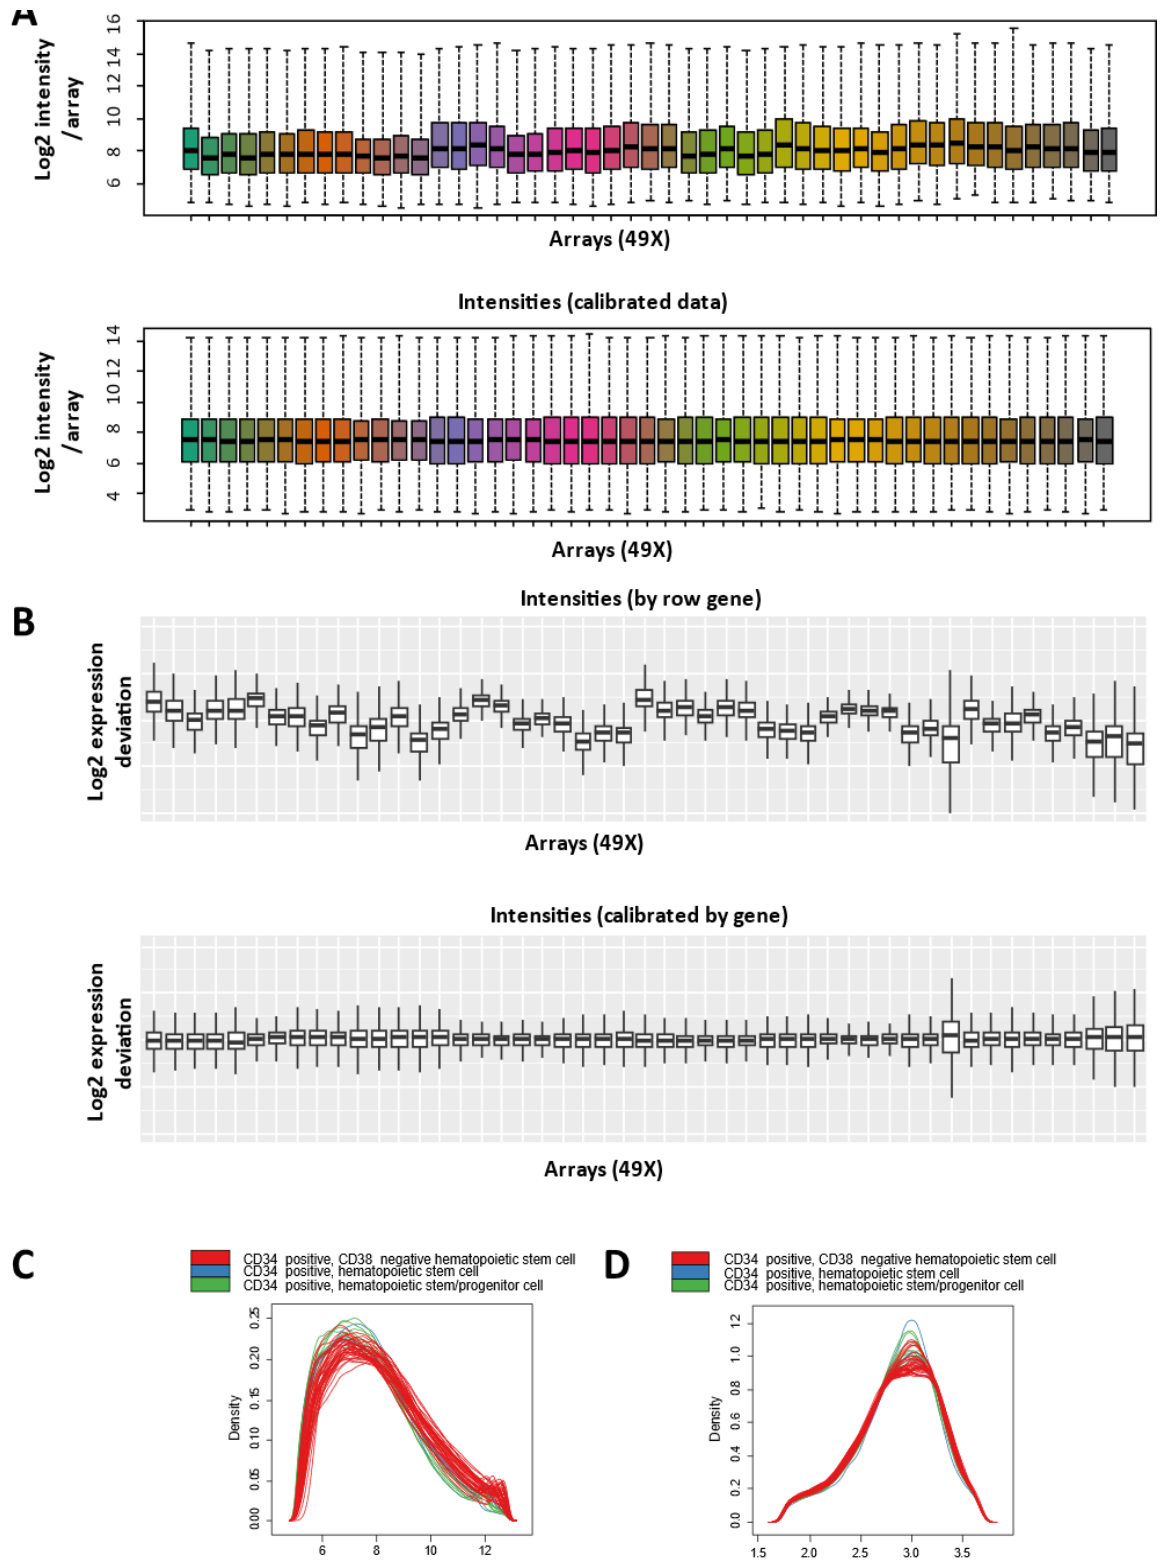 A
Log2 intensity
/array
16
14
12
10
8
6
Arrays (49X)
Intensities (calibrated data)
Log2 intensity
/array
14
12
10
8
6
4
Arrays (49X)
B
Intensities (by row gene)
Log2 expression
deviation
Arrays (49X)
Intensities (calibrated by gene)
Log2 expression
deviation
Arrays (49X)
C
CD34 positive, CD38 negative hematopoietic stem cell
CD34 positive, hematopoietic stem cell
CD34 positive, hematopoietic stem/progenitor cell
Density
0.25
0.20
0.15
0.10
0.05
0.00
6 8 10 12
D
CD34 positive, CD38 negative hematopoietic stem cell
CD34 positive, hematopoietic stem cell
CD34 positive, hematopoietic stem/progenitor cell
Density
1.2
1.0
0.8
0.6
0.4
0.2
0.0
1.5 2.0 2.5 3.0 3.5